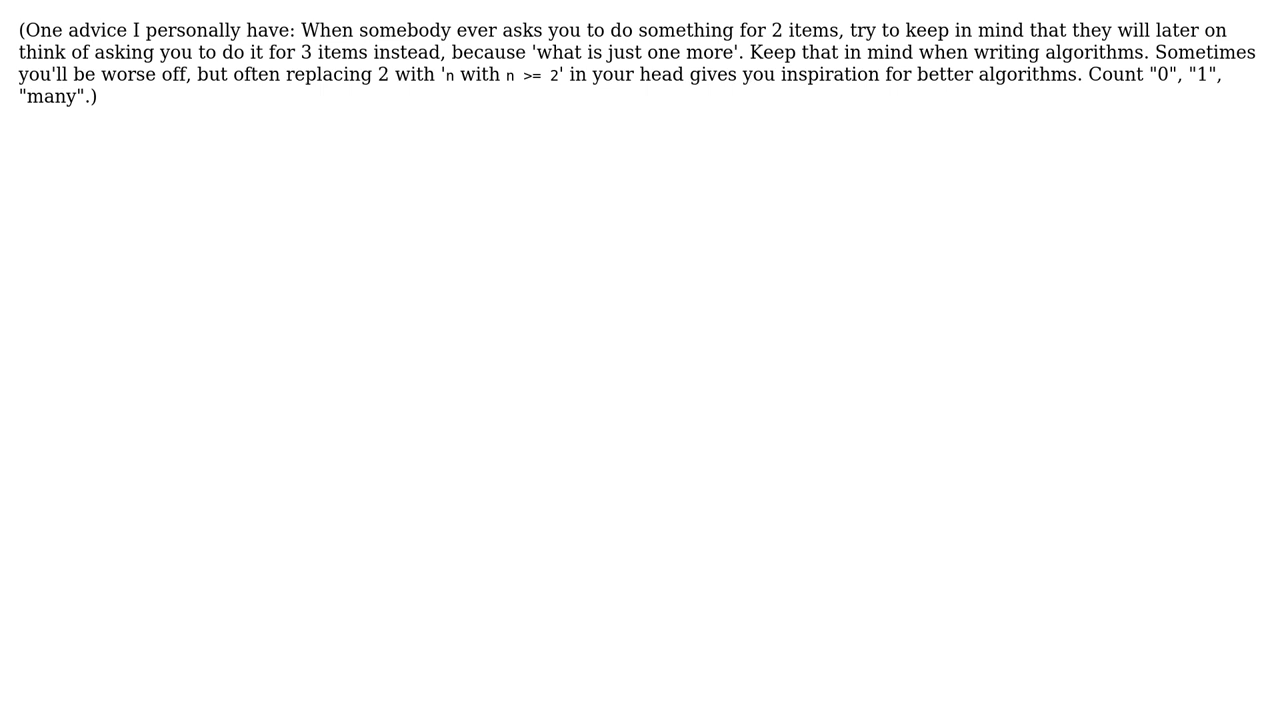 (One advice I personally have: When somebody ever asks you to do something for 2 items, try to keep in mind that they will later on
think of asking you to do it for 3 items instead, because 'what is just one more'. Keep that in mind when writing algorithms. Sometimes
you'll be worse off, but often replacing 2 with 'n with n >= 2' in your head gives you inspiration for better algorithms. Count "0", "1",
"many".)